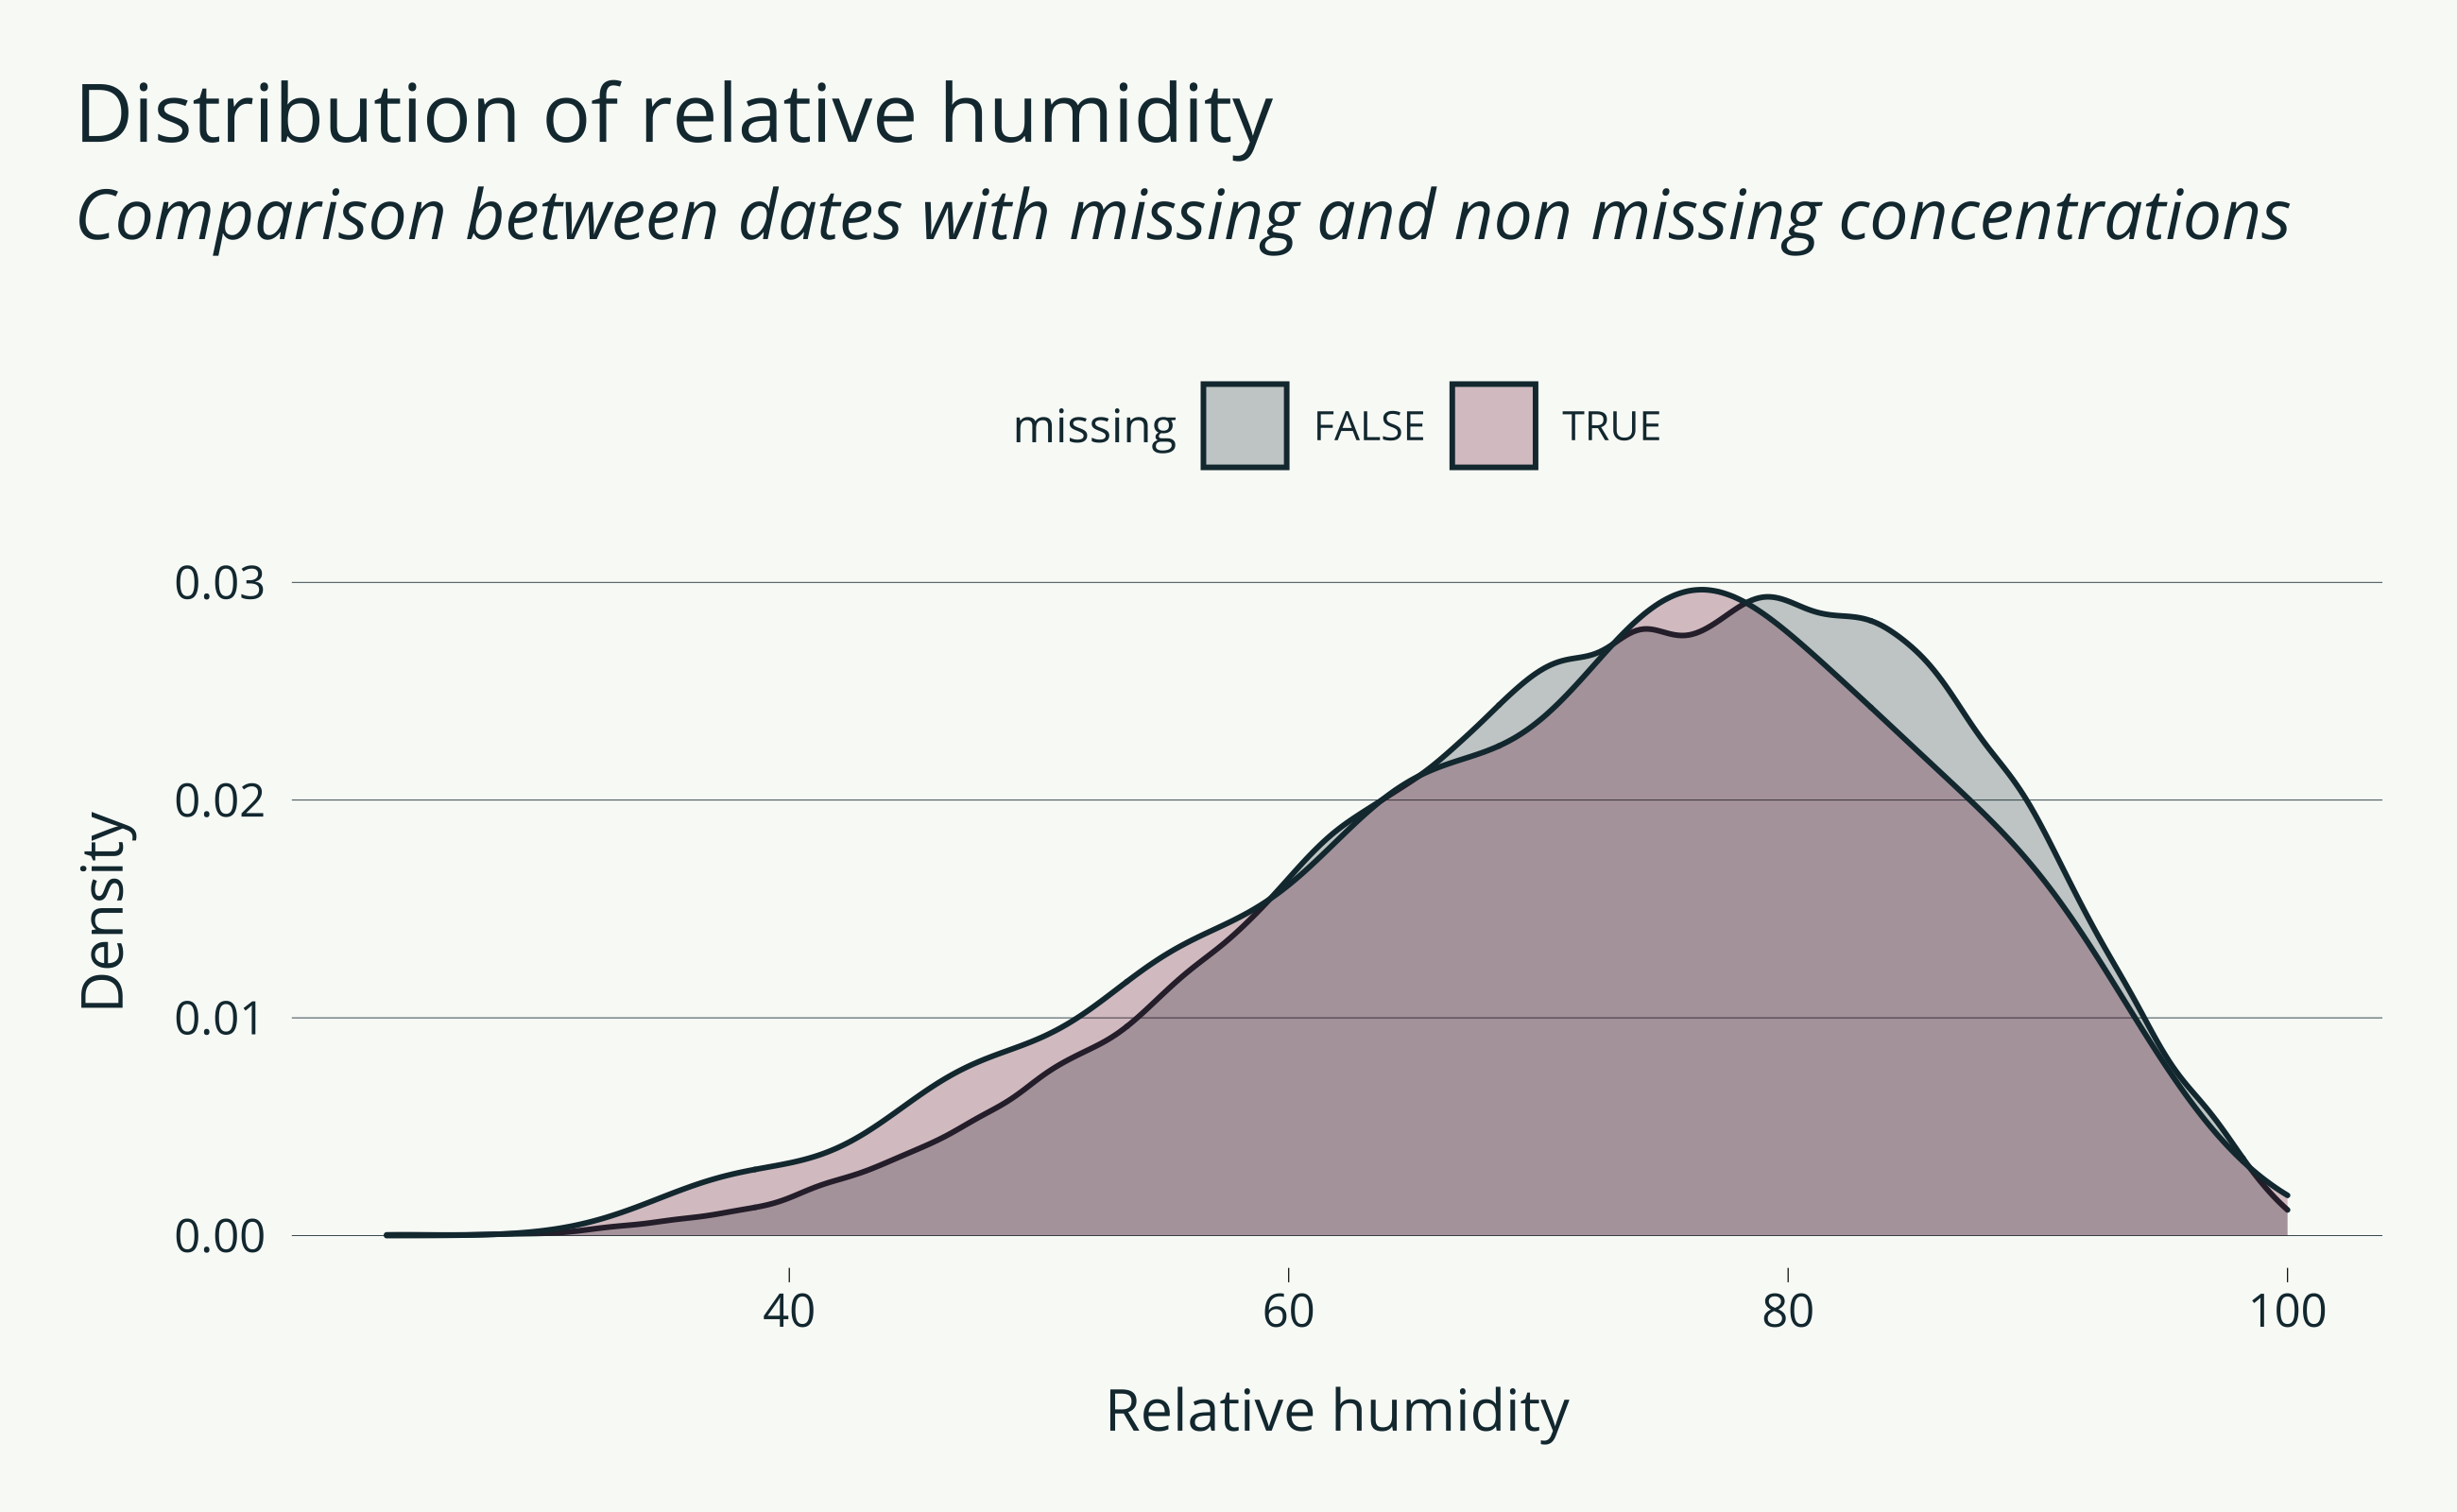 Distribution of relative humidity
Comparison between dates with missing and non missing concentrations
missing FALSE TRUE
0.03
0.02
0.01
0.00
Density
40 60 80 100
Relative humidity